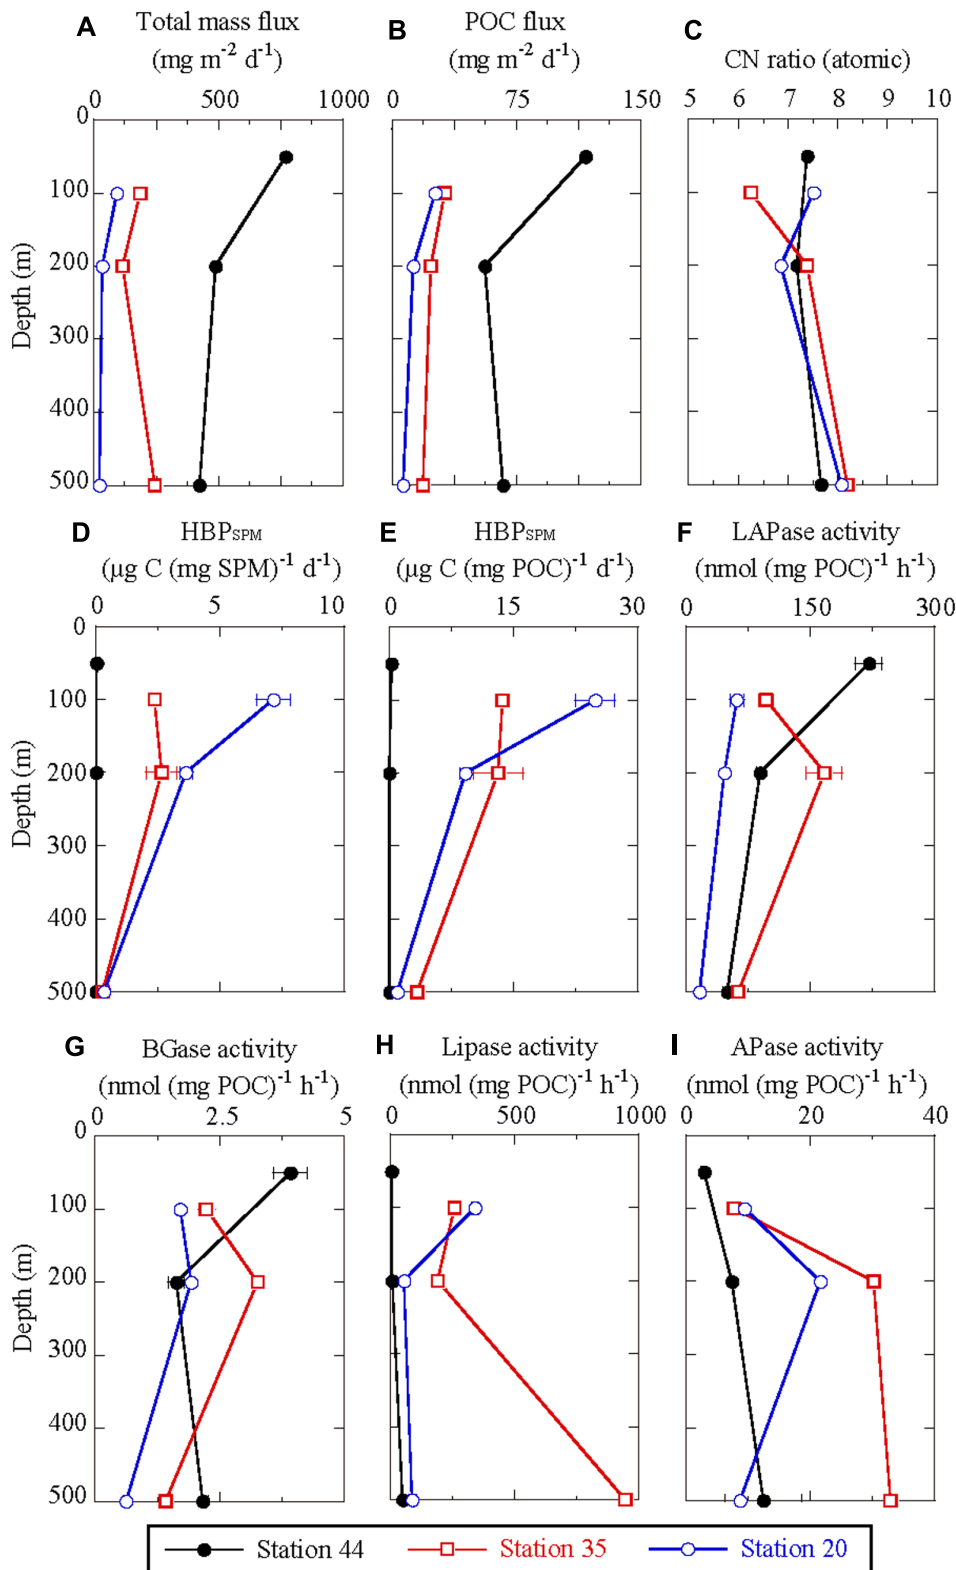 A Total mass flux
(mg m⁻² d⁻¹)
0 500 1000
B POC flux
(mg m⁻² d⁻¹)
0 75 150
C
CN ratio (atomic)
5 6 7 8 9 10
Depth (m)
0
100
200
300
400
500
D HBPSPM
(µg C (mg SPM)⁻¹ d⁻¹)
0 5 10
E HBPSPM
(µg C (mg POC)⁻¹ d⁻¹)
0 15 30
F LAPase activity
(nmol (mg POC)⁻¹ h⁻¹)
0 150 300
Depth (m)
0
100
200
300
400
500
G BGase activity
(nmol (mg POC)⁻¹ h⁻¹)
0 2.5 5
H Lipase activity
(nmol (mg POC)⁻¹ h⁻¹)
0 500 1000
I APase activity
(nmol (mg POC)⁻¹ h⁻¹)
0 20 40
Depth (m)
0
100
200
300
400
500
Station 44 Station 35 Station 20